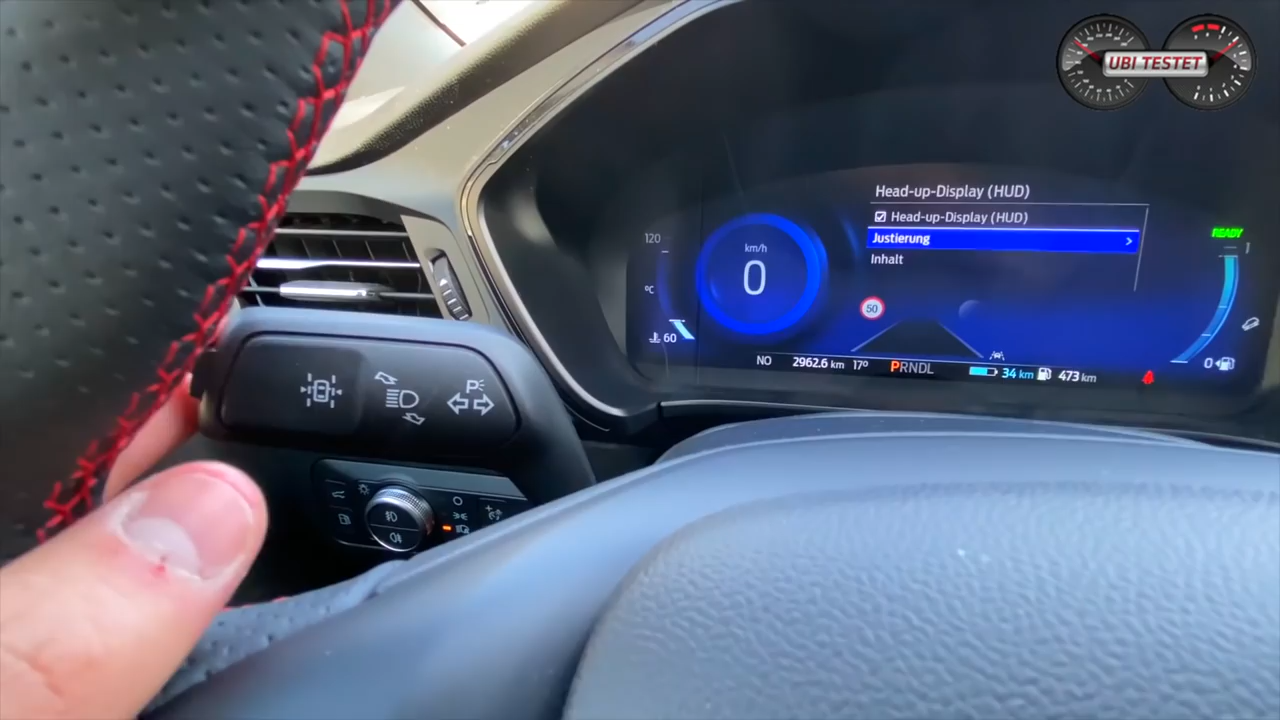 UBI TESTET
Head-up-Display (HUD)
Head-up-Display (HUD)
Justierung
Inhalt
120
km/h
0
°C
60
50
READY
1
0
NO 2962.6 km 17° PRNDL 34 km 473 km
P